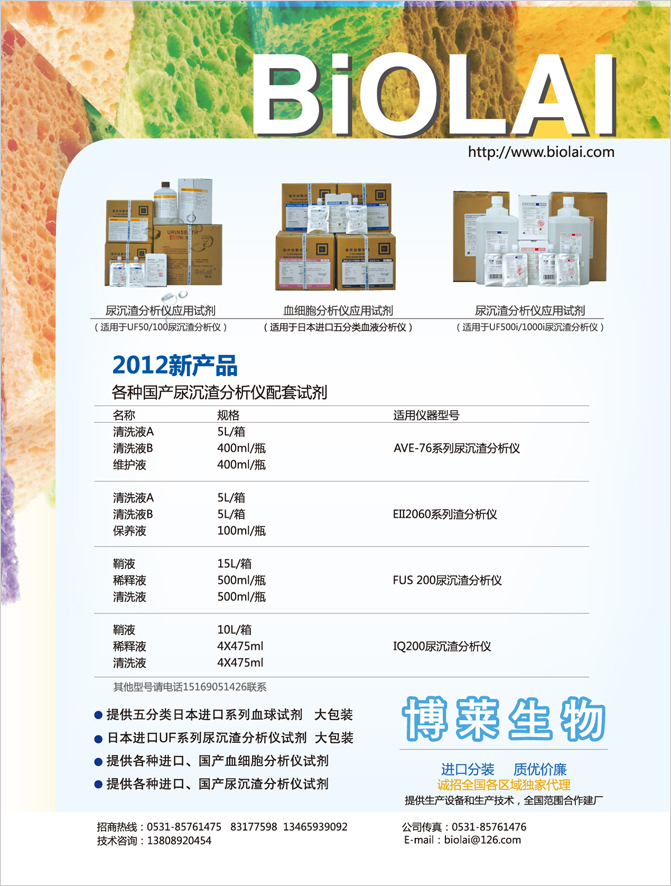 BiOLAI
http://www.biolai.com
尿沉渣分析仪应用试剂
（适用于UF50/100尿沉渣分析仪）
血细胞分析仪应用试剂
（适用于日本进口五分类血液分析仪）
尿沉渣分析仪应用试剂
（适用于UF500i/1000i尿沉渣分析仪）
2012新产品
各种国产尿沉渣分析仪配套试剂
名称 规格 适用仪器型号
清洗液A 5L/箱
清洗液B 400ml/瓶 AVE-76系列尿沉渣分析仪
维护液 400ml/瓶
清洗液A 5L/箱
清洗液B 5L/箱 EII2060系列渣分析仪
保养液 100ml/瓶
鞘液 15L/箱
稀释液 500ml/瓶 FUS 200尿沉渣分析仪
清洗液 500ml/瓶
鞘液 10L/箱
稀释液 4X475ml IQ200尿沉渣分析仪
清洗液 4X475ml
其他型号请电话15169051426联系
● 提供五分类日本进口系列血球试剂 大包装
● 日本进口UF系列尿沉渣分析仪试剂 大包装
● 提供各种进口、国产血细胞分析仪试剂
● 提供各种进口、国产尿沉渣分析仪试剂
博莱生物
进口分装 质优价廉
诚招全国各区域独家代理
提供生产设备和生产技术，全国范围合作建厂
招商热线：0531-85761475 83177598 13465939092
技术咨询：13808920454
公司传真：0531-85761476
E-mail：biolai@126.com